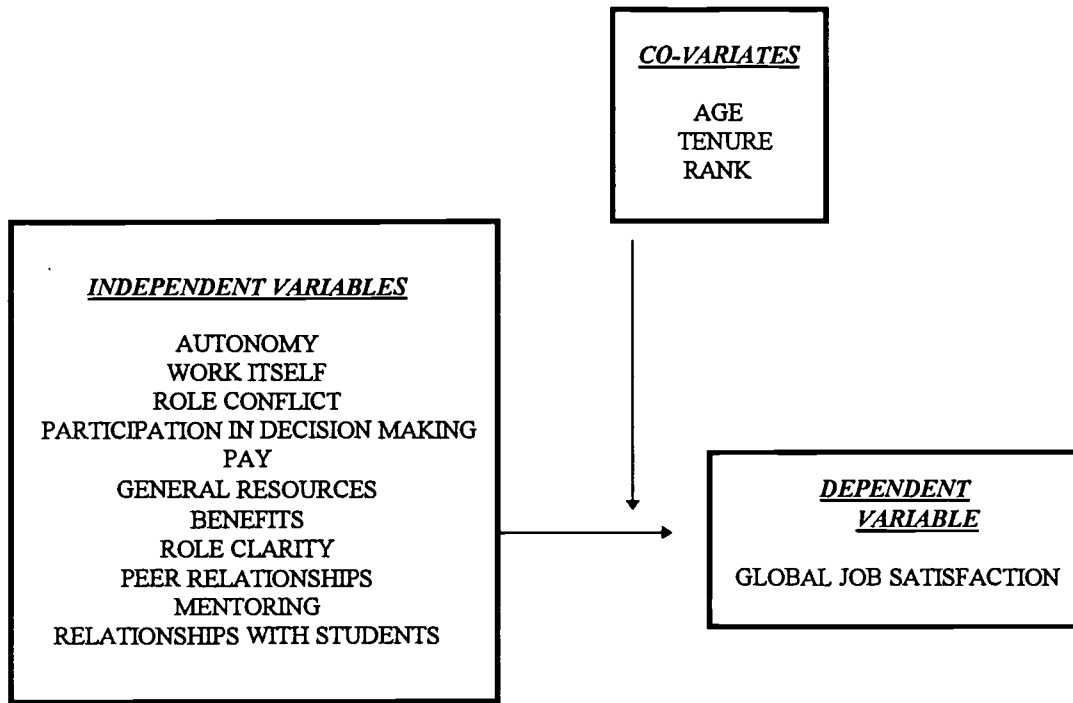 CO-VARIATES
AGE
TENURE
RANK
INDEPENDENT VARIABLES
AUTONOMY
WORK ITSELF
ROLE CONFLICT
PARTICIPATION IN DECISION MAKING
PAY
GENERAL RESOURCES
BENEFITS
ROLE CLARITY
PEER RELATIONSHIPS
MENTORING
RELATIONSHIPS WITH STUDENTS
DEPENDENT
VARIABLE
GLOBAL JOB SATISFACTION